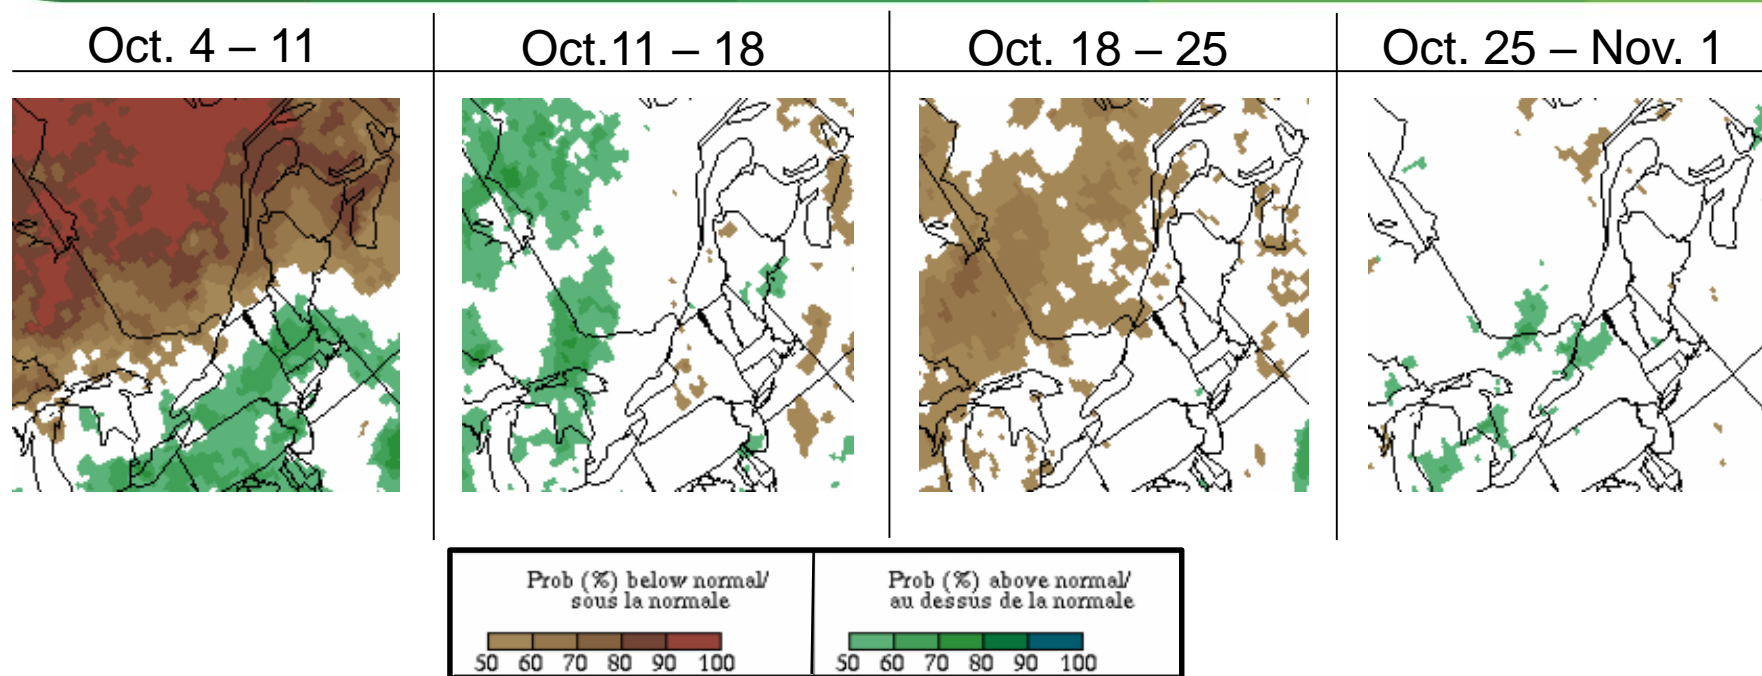 Oct. 4 – 11
Oct.11 – 18
Oct. 18 – 25
Oct. 25 – Nov. 1
Prob (%) below normal/
sous la normale
50 60 70 80 90 100
Prob (%) above normal/
au dessus de la normale
50 60 70 80 90 100